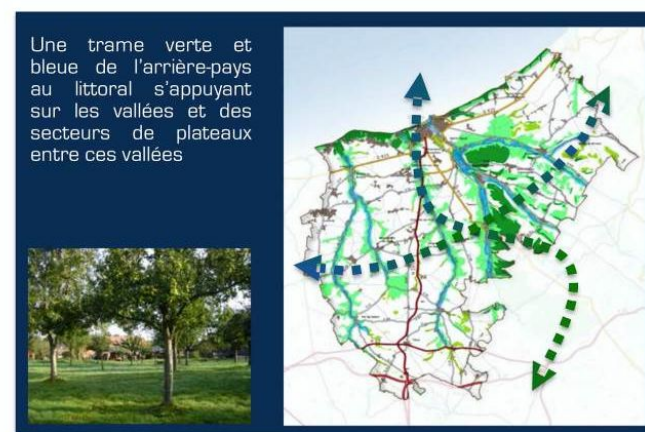 Une trame verte et
bleue de l'arrière-pays
au littoral s'appuyant
sur les vallées et des
secteurs de plateaux
entre ces vallées